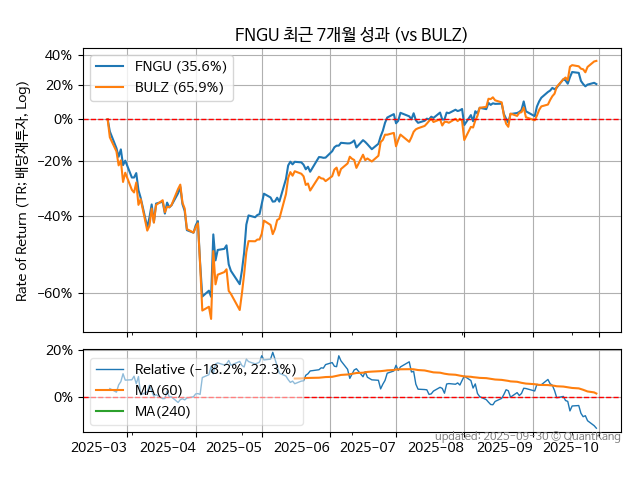 FNGU 최근 7개월 성과 (vs BULZ)
Rate of Return (TR: 배당재투자, Log)
40%
20%
0%
−20%
−40%
−60%
FNGU (35.6%)
BULZ (65.9%)
20%
0%
Relative (−18.2%, 22.3%)
MA(60)
MA(240)
2025−03
2025−04
2025−05
2025−06
2025−07
2025−08
2025−09
2025−10
updated: 2025-09-30 © QuantKang